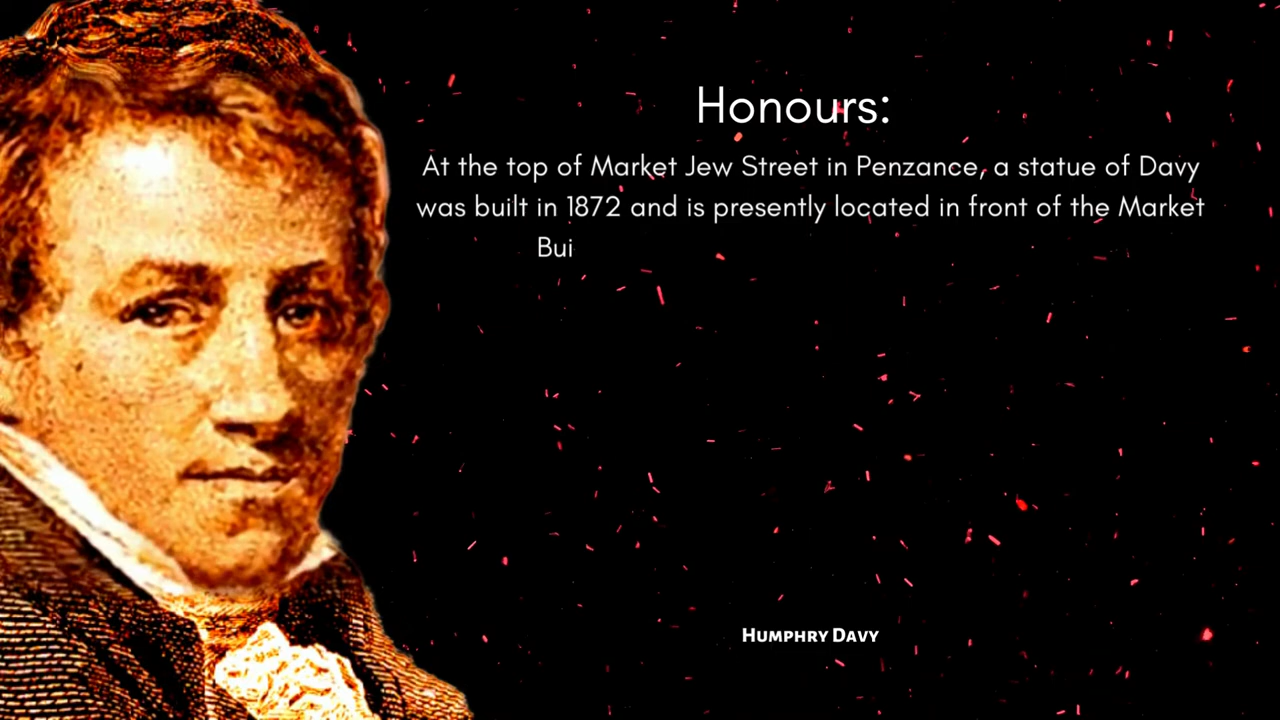 Honours:
At the top of Market Jew Street in Penzance, a statue of Davy
was built in 1872 and is presently located in front of the Market
Bui
Humphry Davy